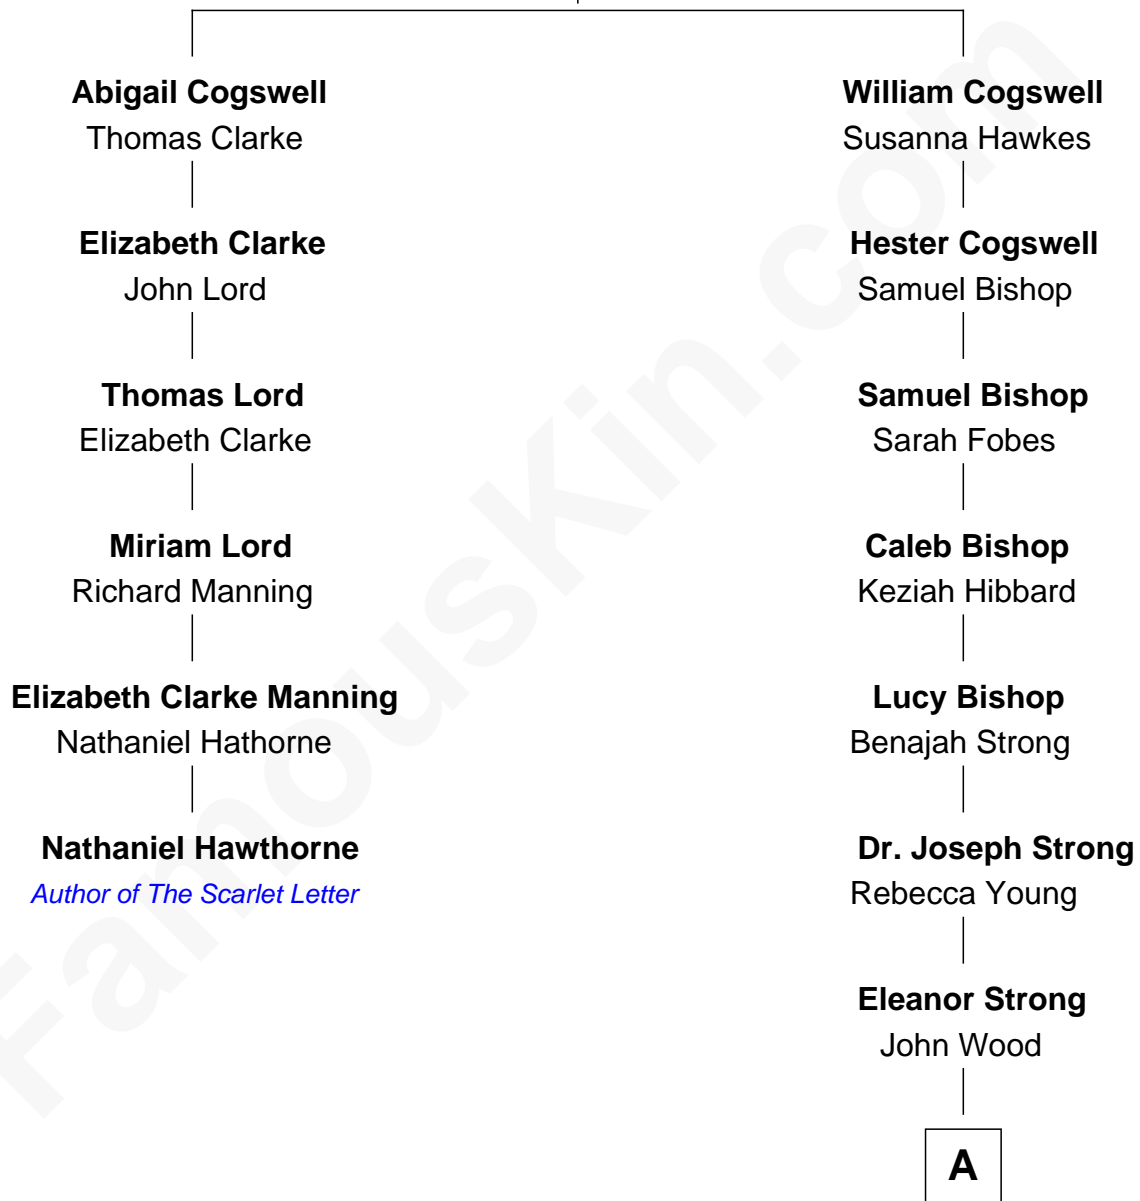 Abigail Cogswell
Thomas Clarke
Elizabeth Clarke
John Lord
Thomas Lord
Elizabeth Clarke
Miriam Lord
Richard Manning
Elizabeth Clarke Manning
Nathaniel Hathorne
Nathaniel Hawthorne
Author of The Scarlet Letter
William Cogswell
Susanna Hawkes
Hester Cogswell
Samuel Bishop
Samuel Bishop
Sarah Fobes
Caleb Bishop
Keziah Hibbard
Lucy Bishop
Benajah Strong
Dr. Joseph Strong
Rebecca Young
Eleanor Strong
John Wood
A
FamousKin.com